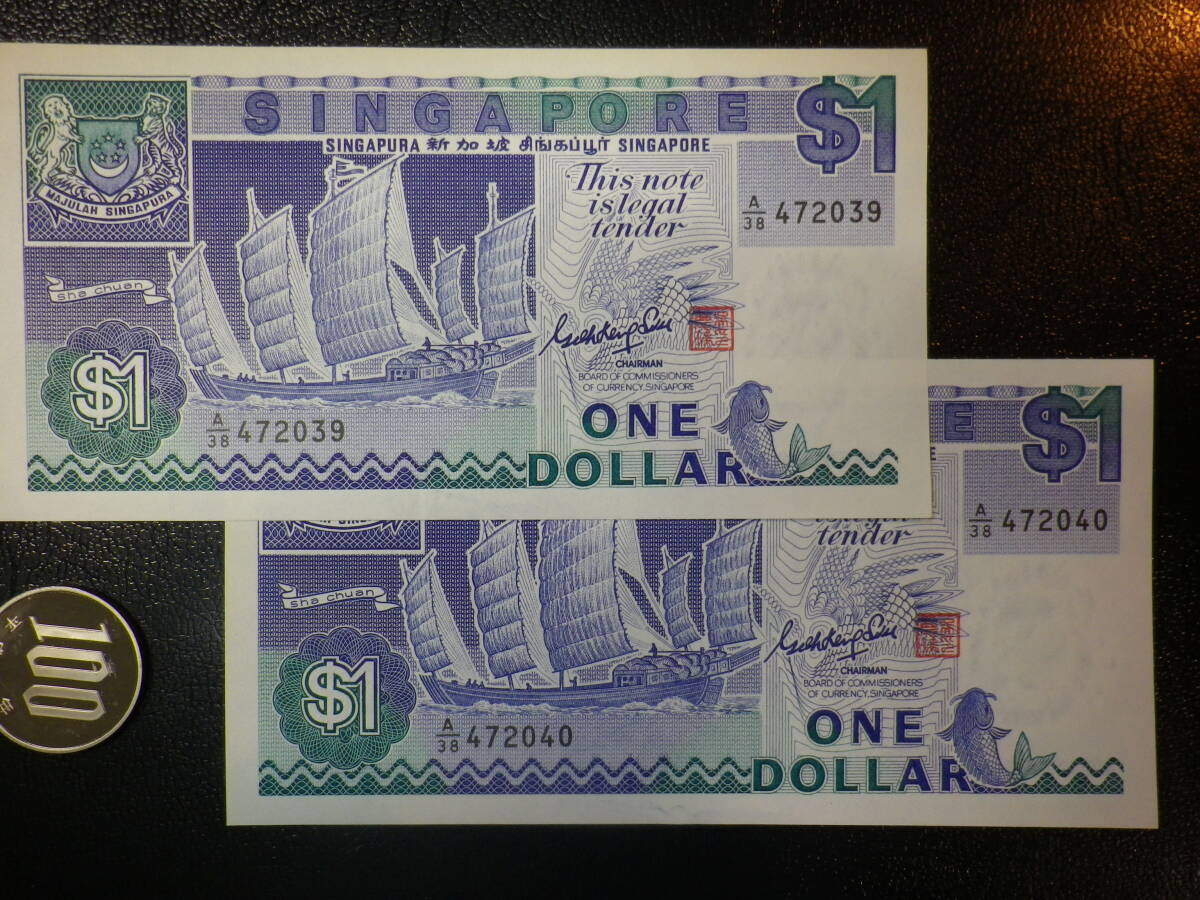 SINGAPORE
$1
SINGAPURA 新加坡 சிங்கப்பூர் SINGAPORE
MAJULAH SINGAPURA
This note
is legal
tender
A/38 472039
sha chuan
$1
CHAIRMAN
BOARD OF COMMISSIONERS
OF CURRENCY, SINGAPORE
A/38 472039
ONE
DOLLAR
E
$1
E
tender
A/38 472040
sha chuan
$1
CHAIRMAN
BOARD OF COMMISSIONERS
OF CURRENCY, SINGAPORE
A/38 472040
ONE
DOLLAR
100